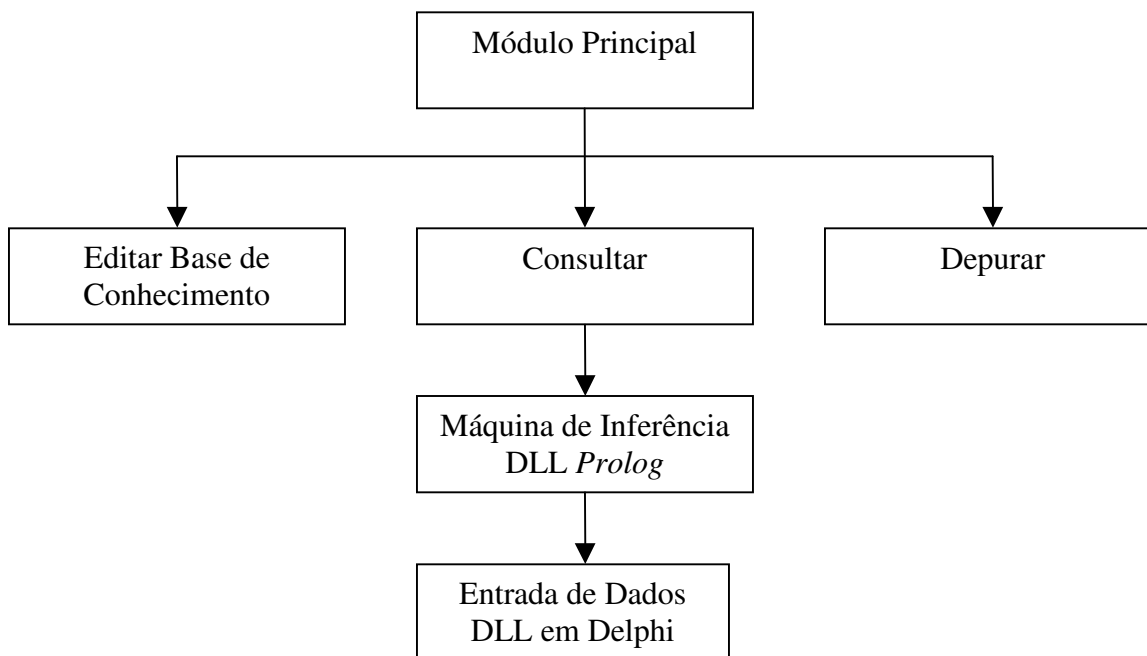 Módulo Principal
Editar Base de
Conhecimento
Consultar
Depurar
Máquina de Inferência
DLL Prolog
Entrada de Dados
DLL em Delphi